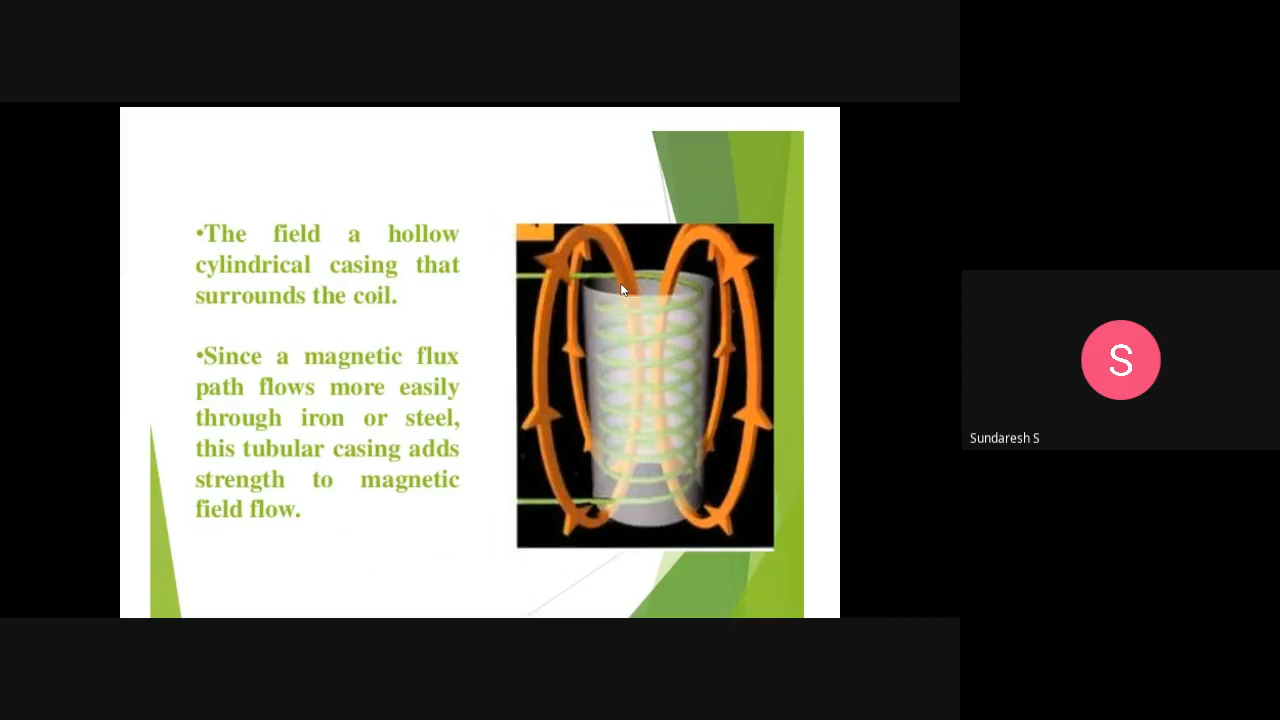 •The field a hollow
cylindrical casing that
surrounds the coil.
•Since a magnetic flux
path flows more easily
through iron or steel,
this tubular casing adds
strength to magnetic
field flow.
S
Sundaresh S